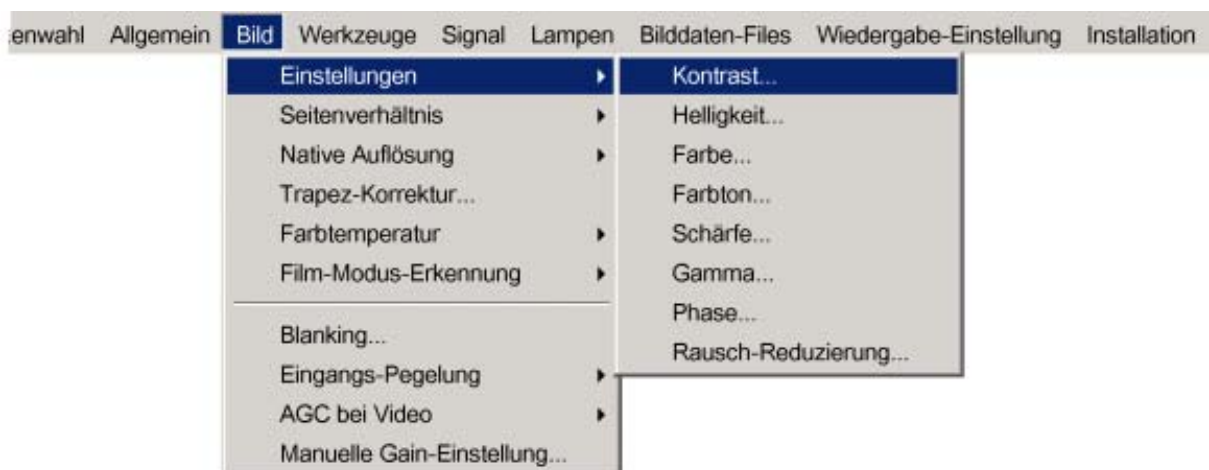 enwahl Allgemein Bild Werkzeuge Signal Lampen Bilddaten-Files Wiedergabe-Einstellung Installation
Einstellungen
Seitenverhältnis
Native Auflösung
Trapez-Korrektur...
Farbtemperatur
Film-Modus-Erkennung
Blanking...
Eingangs-Pegelung
AGC bei Video
Manuelle Gain-Einstellung...
Kontrast...
Helligkeit...
Farbe...
Farbton...
Schärfe...
Gamma...
Phase...
Rausch-Reduzierung...